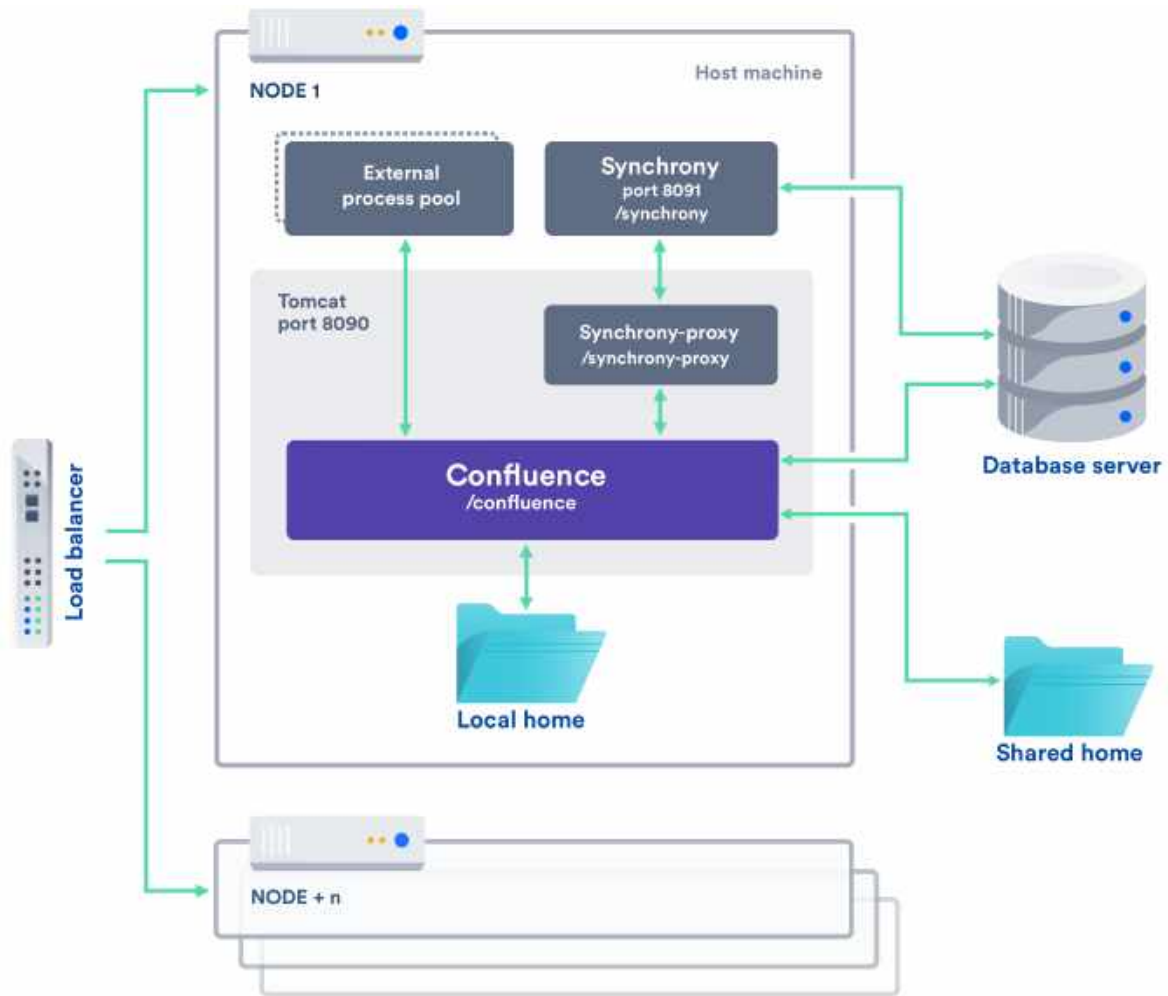 Host machine
NODE 1
External
process pool
Synchrony
port 8091
/synchrony
Tomcat
port 8090
Synchrony-proxy
/synchrony-proxy
Confluence
/confluence
Load balancer
Database server
Local home
Shared home
NODE + n